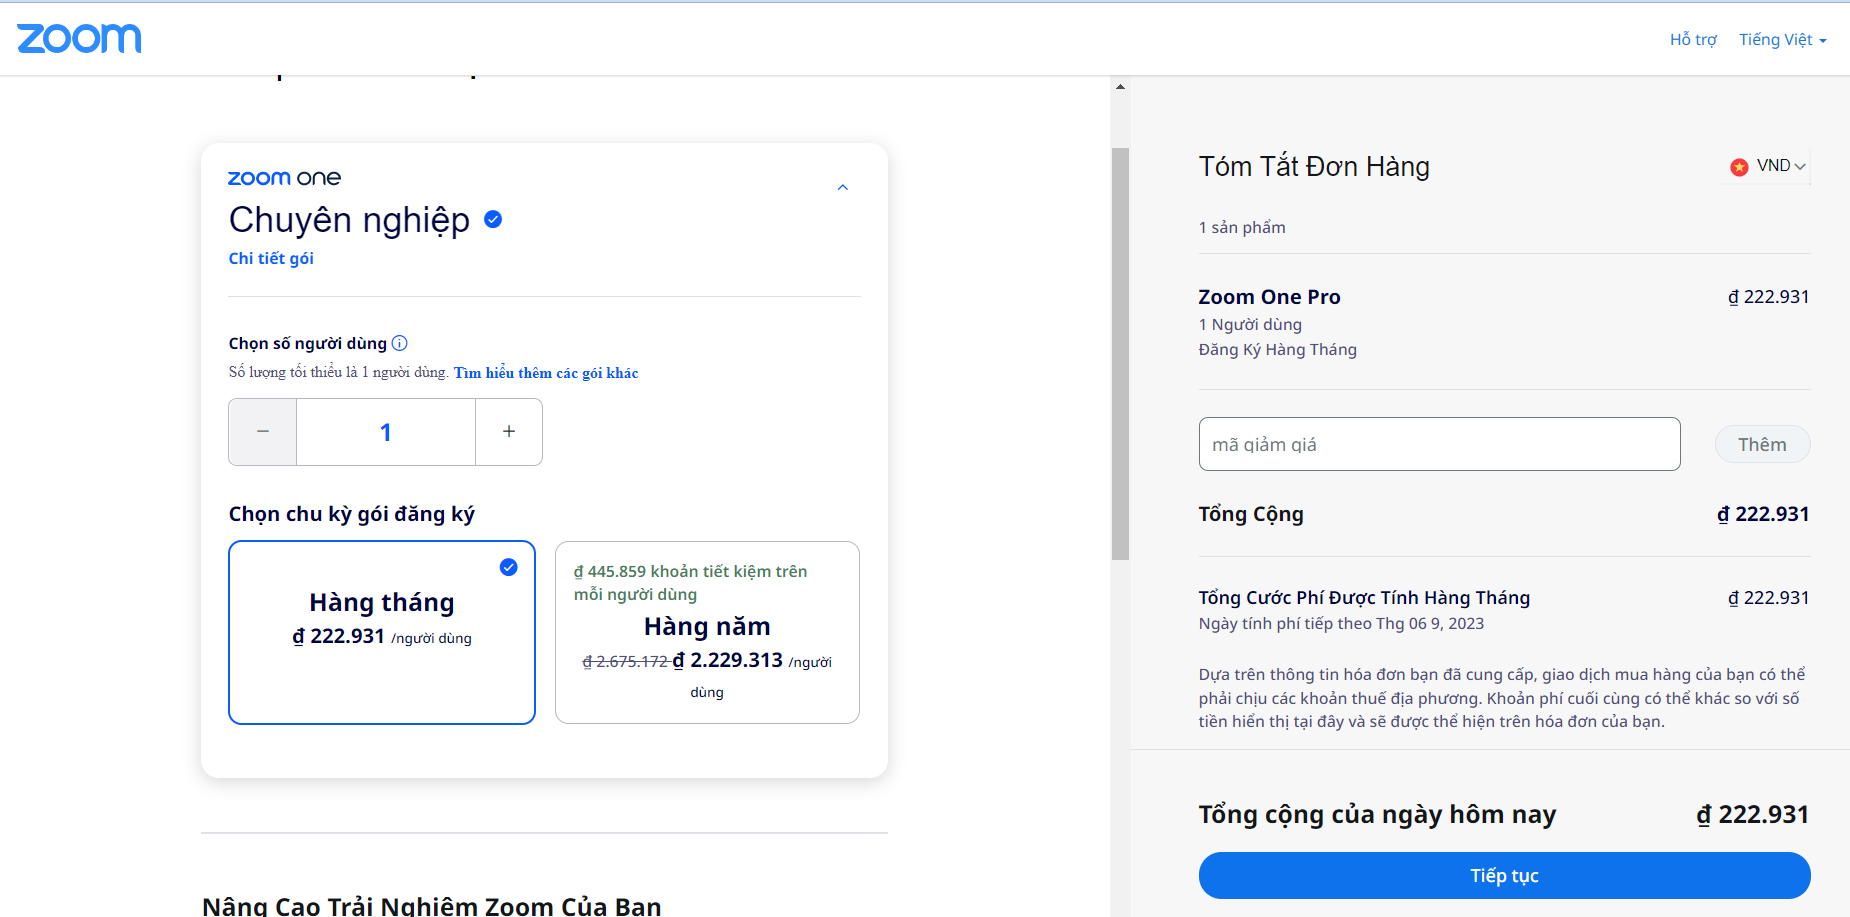 zoom
Hỗ trợ
Tiếng Việt
zoom one
Chuyên nghiệp
Chi tiết gói
Chọn số người dùng
Số lượng tối thiểu là 1 người dùng. Tìm hiểu thêm các gói khác
− 1 +
Chọn chu kỳ gói đăng ký
Hàng tháng
₫ 222.931 /người dùng
₫ 445.859 khoản tiết kiệm trên
mỗi người dùng
Hàng năm
₫ 2.675.172 ₫ 2.229.313 /người
dùng
Nâng Cao Trải Nghiệm Zoom Của Bạn
Tóm Tắt Đơn Hàng
VND
1 sản phẩm
Zoom One Pro ₫ 222.931
1 Người dùng
Đăng Ký Hàng Tháng
mã giảm giá
Thêm
Tổng Cộng ₫ 222.931
Tổng Cước Phí Được Tính Hàng Tháng ₫ 222.931
Ngày tính phí tiếp theo Thg 06 9, 2023
Dựa trên thông tin hóa đơn bạn đã cung cấp, giao dịch mua hàng của bạn có thể
phải chịu các khoản thuế địa phương. Khoản phí cuối cùng có thể khác so với số
tiền hiển thị tại đây và sẽ được thể hiện trên hóa đơn của bạn.
Tổng cộng của ngày hôm nay ₫ 222.931
Tiếp tục